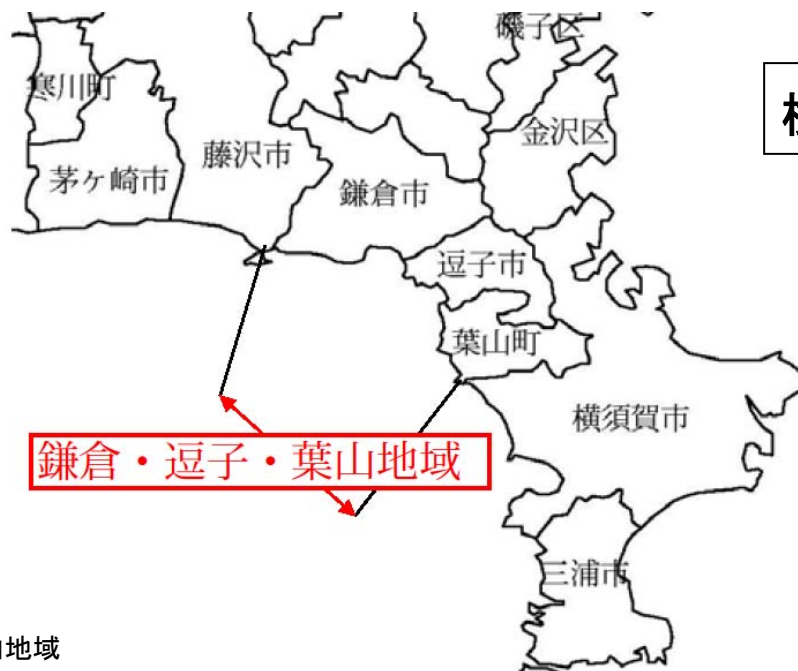 磯子区
寒川町
金沢区
藤沢市
茅ヶ崎市
鎌倉市
逗子市
葉山町
横須賀市
鎌倉・逗子・葉山地域
三浦市
地域